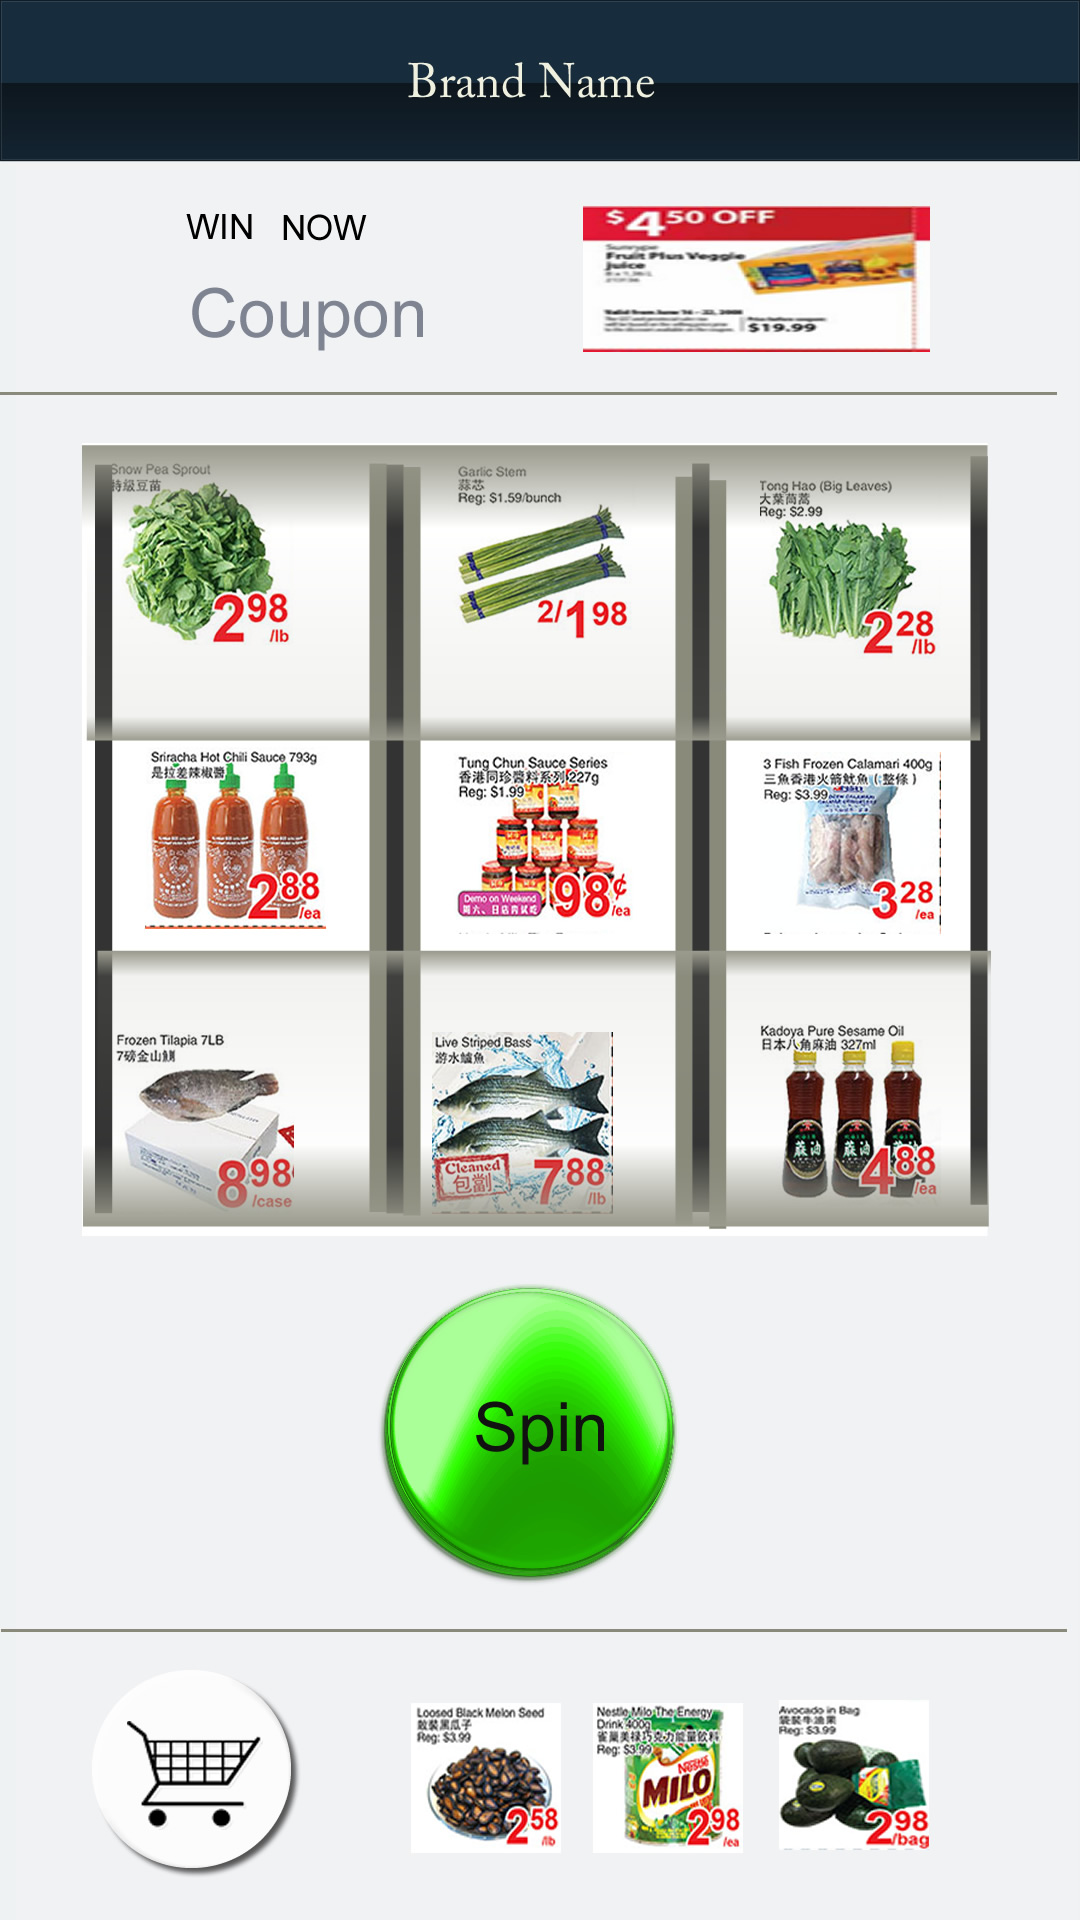 Brand Name
WIN NOW
Coupon
$4.50 OFF
Sunrype
Fruit Plus Veggie
Juice
Valid from June 16 - 22, 2008
$19.99
Snow Pea Sprout
特級豆苗
2.98
/lb
Garlic Stem
蒜芯
Reg: $1.59/bunch
2/1.98
Tong Hao (Big Leaves)
大葉茼蒿
Reg: $2.99
2.28
/lb
Sriracha Hot Chili Sauce 793g
是拉差辣椒醬
2.88
/ea
Tung Chun Sauce Series
香港同珍醬料系列 227g
Reg: $1.99
Demo on Weekend
周六、日店內試吃
98¢
/ea
3 Fish Frozen Calamari 400g
三魚香港火箭魷魚 (整條)
Reg: $3.99
3.28
/ea
Frozen Tilapia 7LB
7磅金山鯽
8.98
/case
Live Striped Bass
游水鱸魚
Cleaned
包劏
7.88
/lb
Kadoya Pure Sesame Oil
日本八角麻油 327ml
4.88
/ea
Spin
Loosed Black Melon Seed
散裝黑瓜子
Reg: $3.99
2.58
/lb
Nestle Milo The Energy
Drink 400g
雀巢美祿巧克力能量飲料
Reg: $3.99
Nestle
MILO
2.98
/ea
Avocado in Bag
袋裝牛油果
Reg: $3.99
2.98
/bag